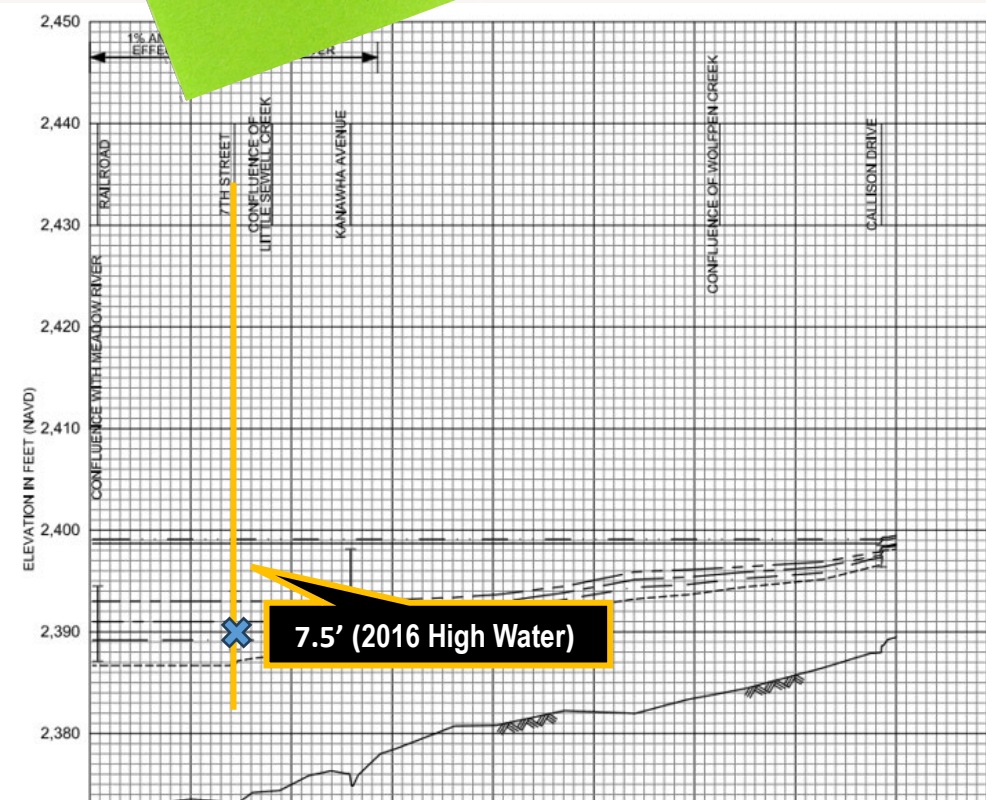 2,450
1% AN
EFFE
ER
2,440
RAILROAD
7TH STREET
CONFLUENCE OF
LITTLE SEWELL CREEK
KANAWHA AVENUE
CONFLUENCE OF WOLFPEN CREEK
CALLISON DRIVE
2,430
CONFLUENCE WITH MEADOW RIVER
2,420
ELEVATION IN FEET (NAVD)
2,410
2,400
2,390
7.5’ (2016 High Water)
2,380